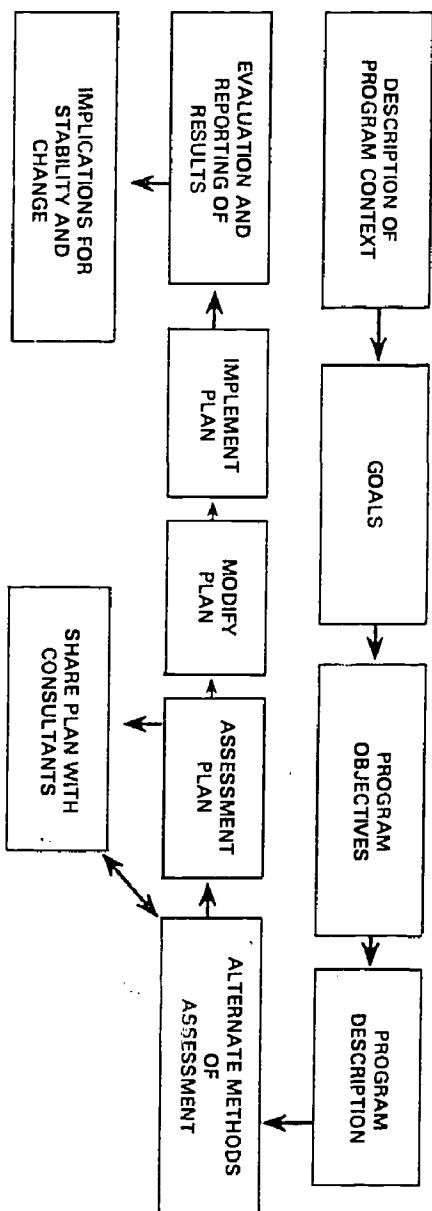 DESCRIPTION OF
PROGRAM CONTEXT
GOALS
PROGRAM
OBJECTIVES
PROGRAM
DESCRIPTION
ALTERNATE METHODS
OF
ASSESSMENT
ASSESSMENT
PLAN
SHARE PLAN WITH
CONSULTANTS
MODIFY
PLAN
IMPLEMENT
PLAN
EVALUATION AND
REPORTING OF
RESULTS
IMPLICATIONS FOR
STABILITY AND
CHANGE